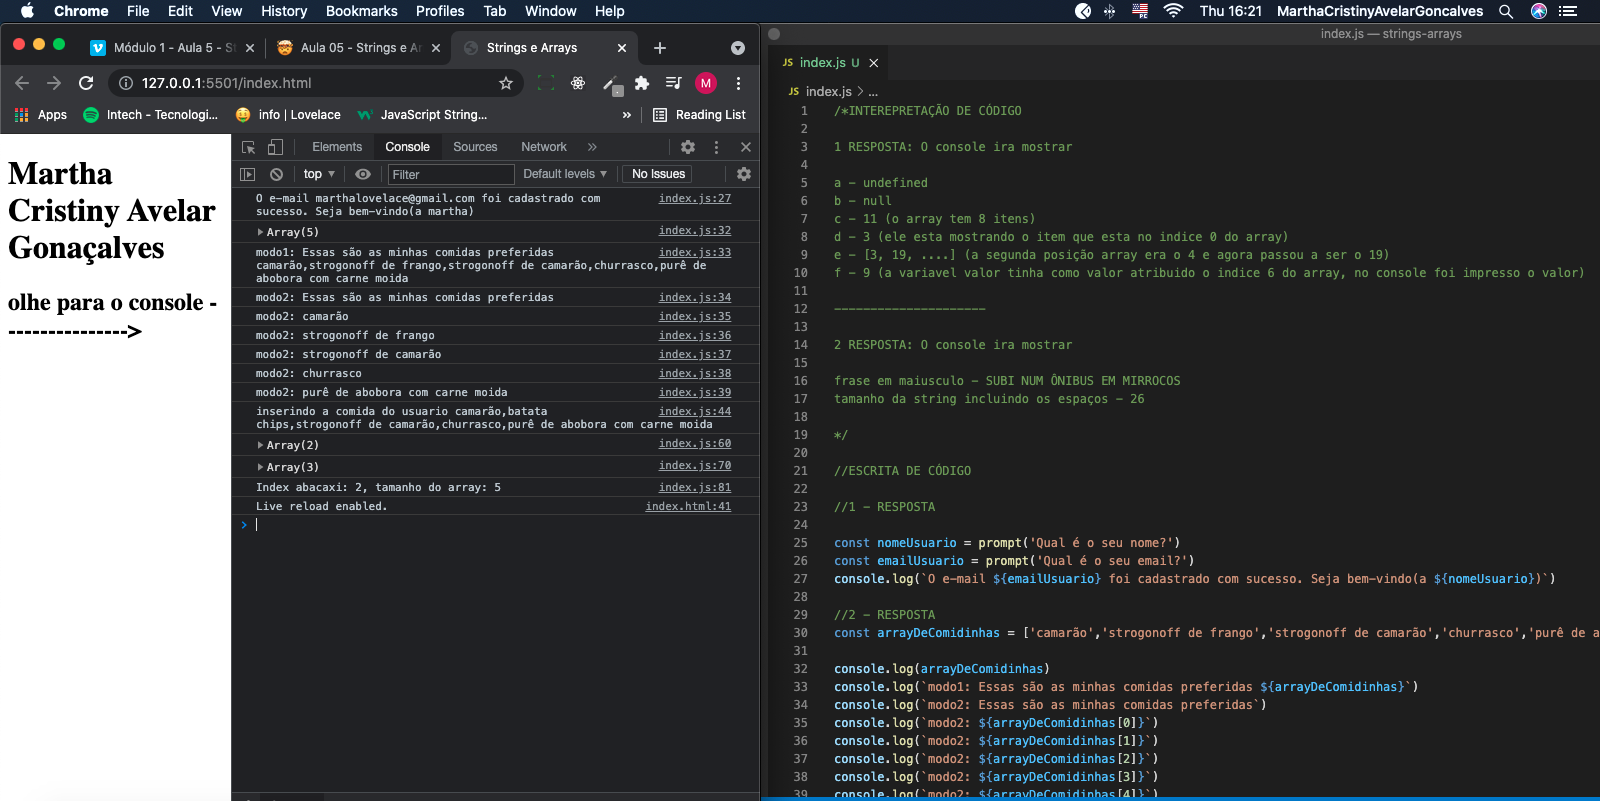 Chrome File Edit View History Bookmarks Profiles Tab Window Help Thu 16:21 MarthaCristinyAvelarGoncalves
Módulo 1 - Aula 5 - St
Aula 05 - Strings e Ar
Strings e Arrays
127.0.0.1:5501/index.html
M
Apps
Intech - Tecnologi...
info | Lovelace
JavaScript String...
»
Reading List
Martha
Cristiny Avelar
Gonaçalves
olhe para o console -
--------------->
Elements Console Sources Network »
top ▼ Filter Default levels ▼ No Issues
O e-mail marthalovelace@gmail.com foi cadastrado com index.js:27
sucesso. Seja bem-vindo(a martha)
Array(5) index.js:32
modo1: Essas são as minhas comidas preferidas index.js:33
camarão,strogonoff de frango,strogonoff de camarão,churrasco,purê de
abobora com carne moida
modo2: Essas são as minhas comidas preferidas index.js:34
modo2: camarão index.js:35
modo2: strogonoff de frango index.js:36
modo2: strogonoff de camarão index.js:37
modo2: churrasco index.js:38
modo2: purê de abobora com carne moida index.js:39
inserindo a comida do usuario camarão,batata index.js:44
chips,strogonoff de camarão,churrasco,purê de abobora com carne moida
Array(2) index.js:60
Array(3) index.js:70
Index abacaxi: 2, tamanho do array: 5 index.js:81
Live reload enabled. index.html:41
index.js — strings-arrays
JS index.js U
JS index.js > ...
1 /*INTEREPRETAÇÃO DE CÓDIGO
2
3 1 RESPOSTA: O console ira mostrar
4
5 a - undefined
6 b - null
7 c - 11 (o array tem 8 itens)
8 d - 3 (ele esta mostrando o item que esta no indice 0 do array)
9 e - [3, 19, ....] (a segunda posição array era o 4 e agora passou a ser o 19)
10 f - 9 (a variavel valor tinha como valor atribuido o indice 6 do array, no console foi impresso o valor)
11
12 ---------------------
13
14 2 RESPOSTA: O console ira mostrar
15
16 frase em maiusculo - SUBI NUM ÔNIBUS EM MIRROCOS
17 tamanho da string incluindo os espaços - 26
18
19 */
20
21 //ESCRITA DE CÓDIGO
22
23 //1 - RESPOSTA
24
25 const nomeUsuario = prompt('Qual é o seu nome?')
26 const emailUsuario = prompt('Qual é o seu email?')
27 console.log(`O e-mail ${emailUsuario} foi cadastrado com sucesso. Seja bem-vindo(a ${nomeUsuario})`)
28
29 //2 - RESPOSTA
30 const arrayDeComidinhas = ['camarão','strogonoff de frango','strogonoff de camarão','churrasco','purê de a
31
32 console.log(arrayDeComidinhas)
33 console.log(`modo1: Essas são as minhas comidas preferidas ${arrayDeComidinhas}`)
34 console.log(`modo2: Essas são as minhas comidas preferidas`)
35 console.log(`modo2: ${arrayDeComidinhas[0]}`)
36 console.log(`modo2: ${arrayDeComidinhas[1]}`)
37 console.log(`modo2: ${arrayDeComidinhas[2]}`)
38 console.log(`modo2: ${arrayDeComidinhas[3]}`)
39 console.log(`modo2: ${arrayDeComidinhas[4]}`)